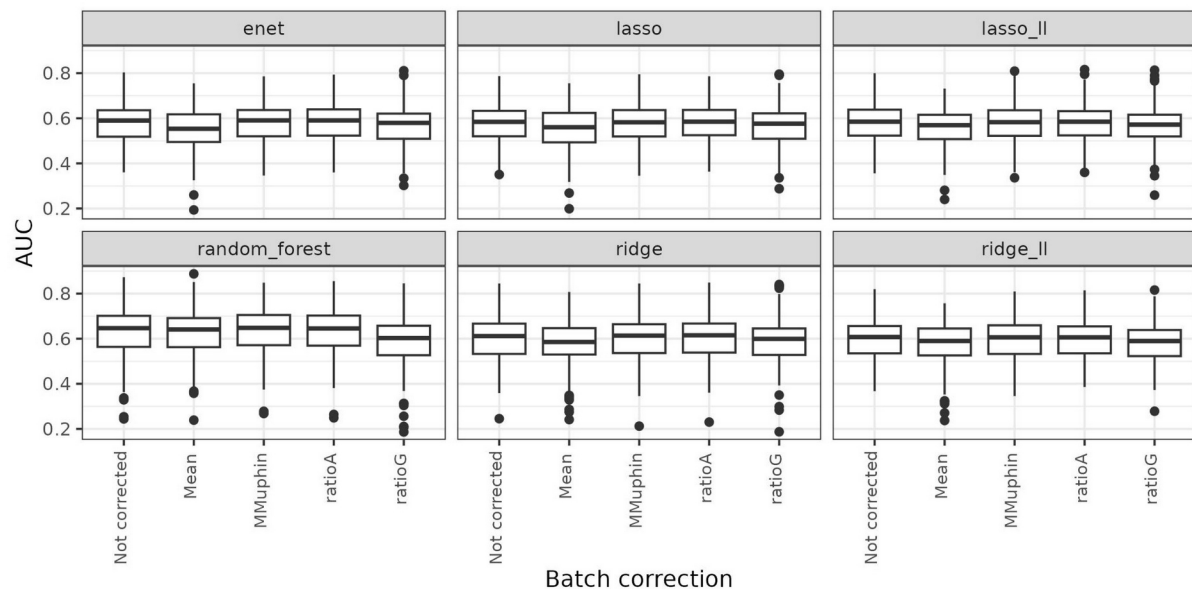 enet lasso lasso_ll
0.8
0.6
0.4
0.2
AUC
random_forest ridge ridge_ll
0.8
0.6
0.4
0.2
Not corrected Mean MMuphin ratioA ratioG Not corrected Mean MMuphin ratioA ratioG Not corrected Mean MMuphin ratioA ratioG
Batch correction